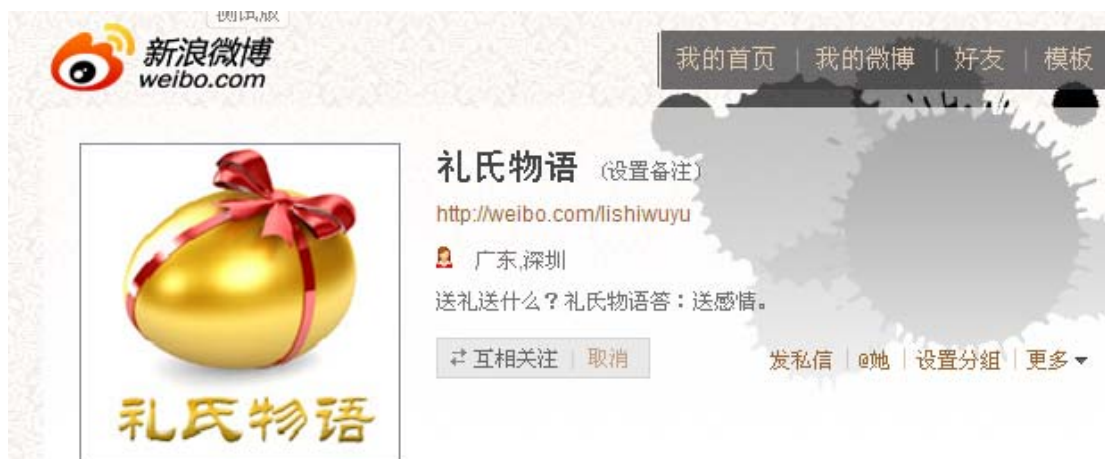 测试版
新浪微博
weibo.com
我的首页 | 我的微博 | 好友 | 模板
礼氏物语 (设置备注)
http://weibo.com/lishiwuyu
广东,深圳
送礼送什么?礼氏物语答:送感情。
互相关注 | 取消
发私信 | @她 | 设置分组 | 更多
礼氏物语